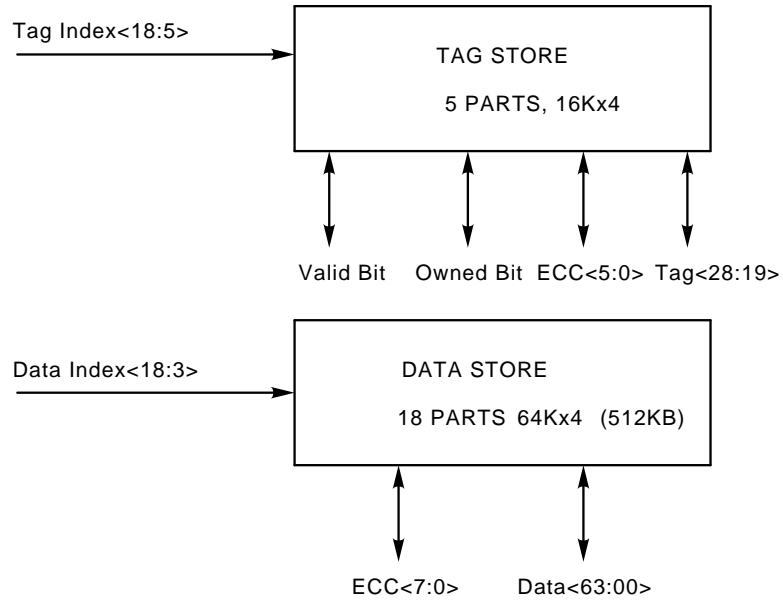 Tag Index<18:5>
TAG STORE
5 PARTS, 16Kx4
Valid Bit Owned Bit ECC<5:0> Tag<28:19>
Data Index<18:3>
DATA STORE
18 PARTS 64Kx4 (512KB)
ECC<7:0> Data<63:00>